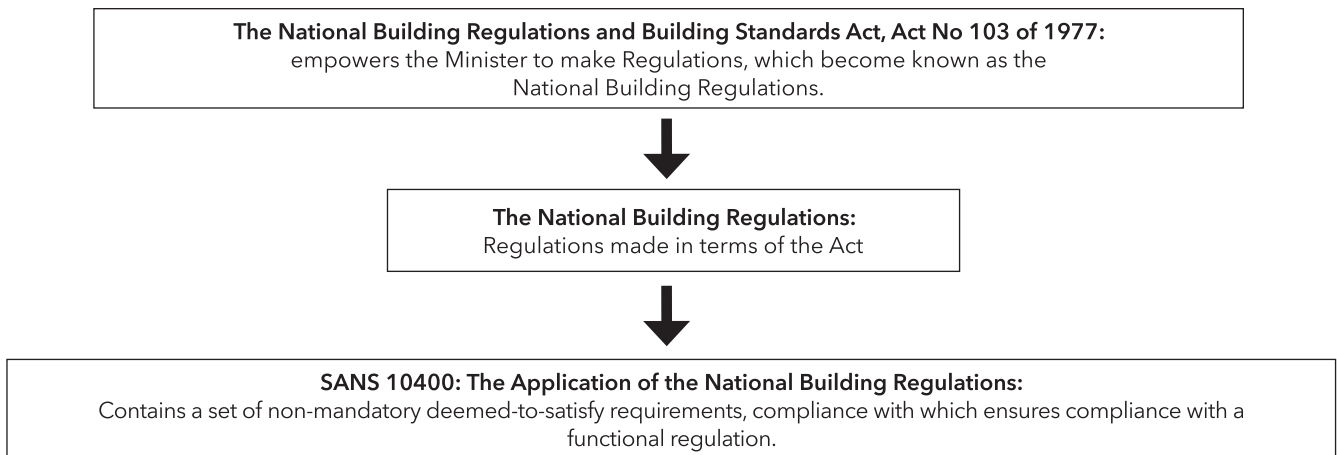 The National Building Regulations and Building Standards Act, Act No 103 of 1977:
empowers the Minister to make Regulations, which become known as the
National Building Regulations.
The National Building Regulations:
Regulations made in terms of the Act
SANS 10400: The Application of the National Building Regulations:
Contains a set of non-mandatory deemed-to-satisfy requirements, compliance with which ensures compliance with a
functional regulation.